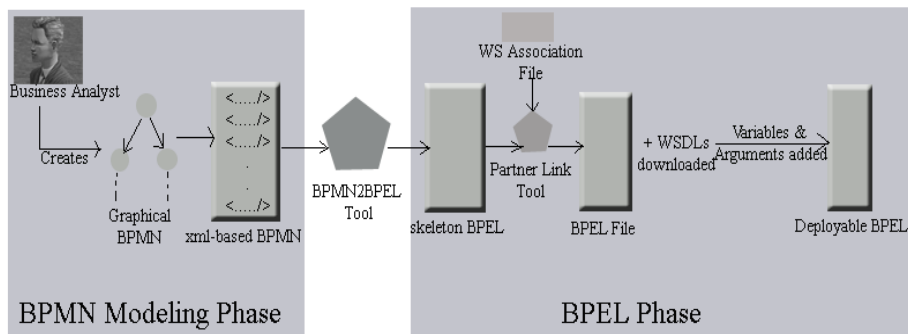 Business Analyst
Creates
Graphical
BPMN
<...../>
<...../>
<...../>
.
.
<...../>
xml-based BPMN
BPMN Modeling Phase
BPMN2BPEL
Tool
skeleton BPEL
WS Association
File
Partner Link
Tool
BPEL File
+ WSDLs
downloaded
Variables &
Arguments added
Deployable BPEL
BPEL Phase